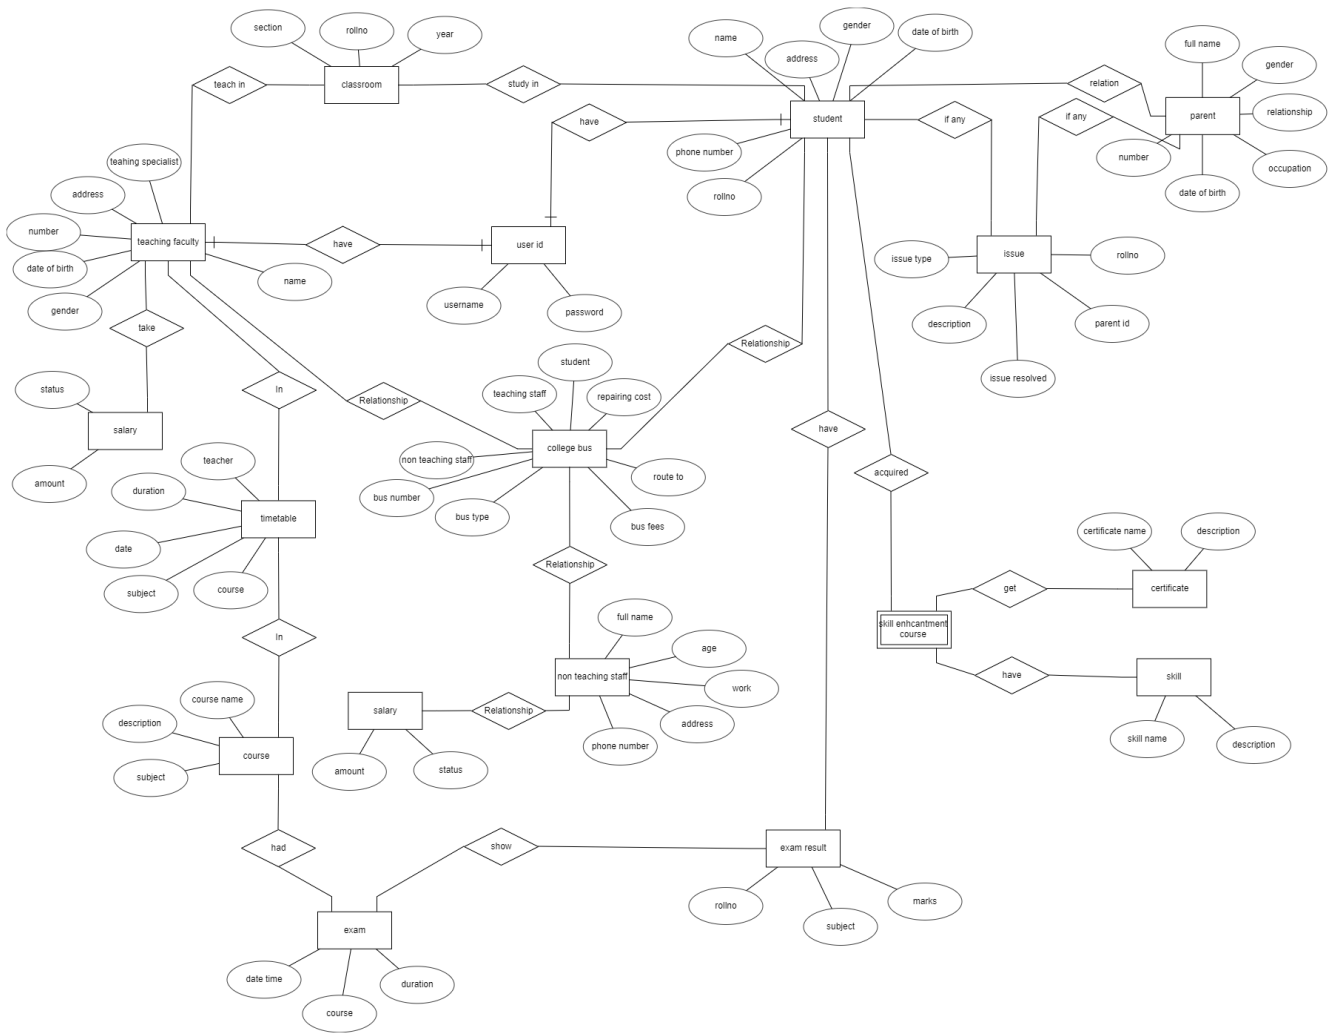 section
rollno
year
name
gender
date of birth
address
full name
gender
teach in
classroom
study in
relation
relationship
have
student
if any
if any
parent
phone number
number
occupation
date of birth
rollno
teahing specialist
address
number
teaching faculty
have
user id
issue type
issue
rollno
date of birth
name
username
password
gender
take
description
parent id
issue resolved
Relationship
student
status
In
Relationship
teaching staff
repairing cost
salary
have
college bus
teacher
non teaching staff
route to
acquired
amount
duration
bus number
bus type
bus fees
timetable
date
certificate name
description
Relationship
subject
course
get
certificate
full name
skill enhcantment
course
In
age
non teaching staff
work
have
skill
course name
salary
Relationship
address
description
phone number
skill name
description
course
subject
amount
status
had
show
exam result
rollno
subject
marks
exam
date time
duration
course